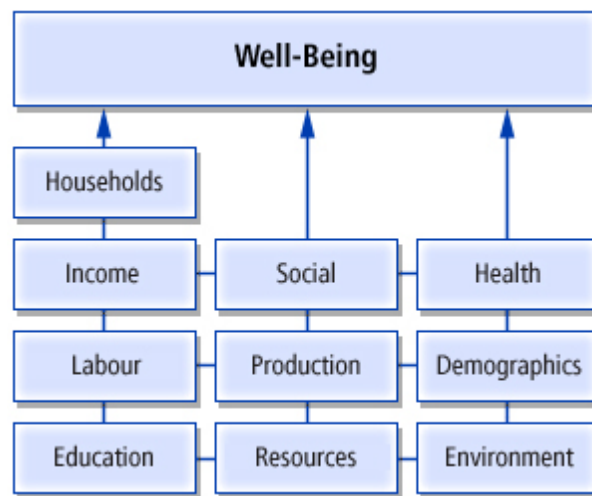 Well-Being
Households
Income
Social
Health
Labour
Production
Demographics
Education
Resources
Environment